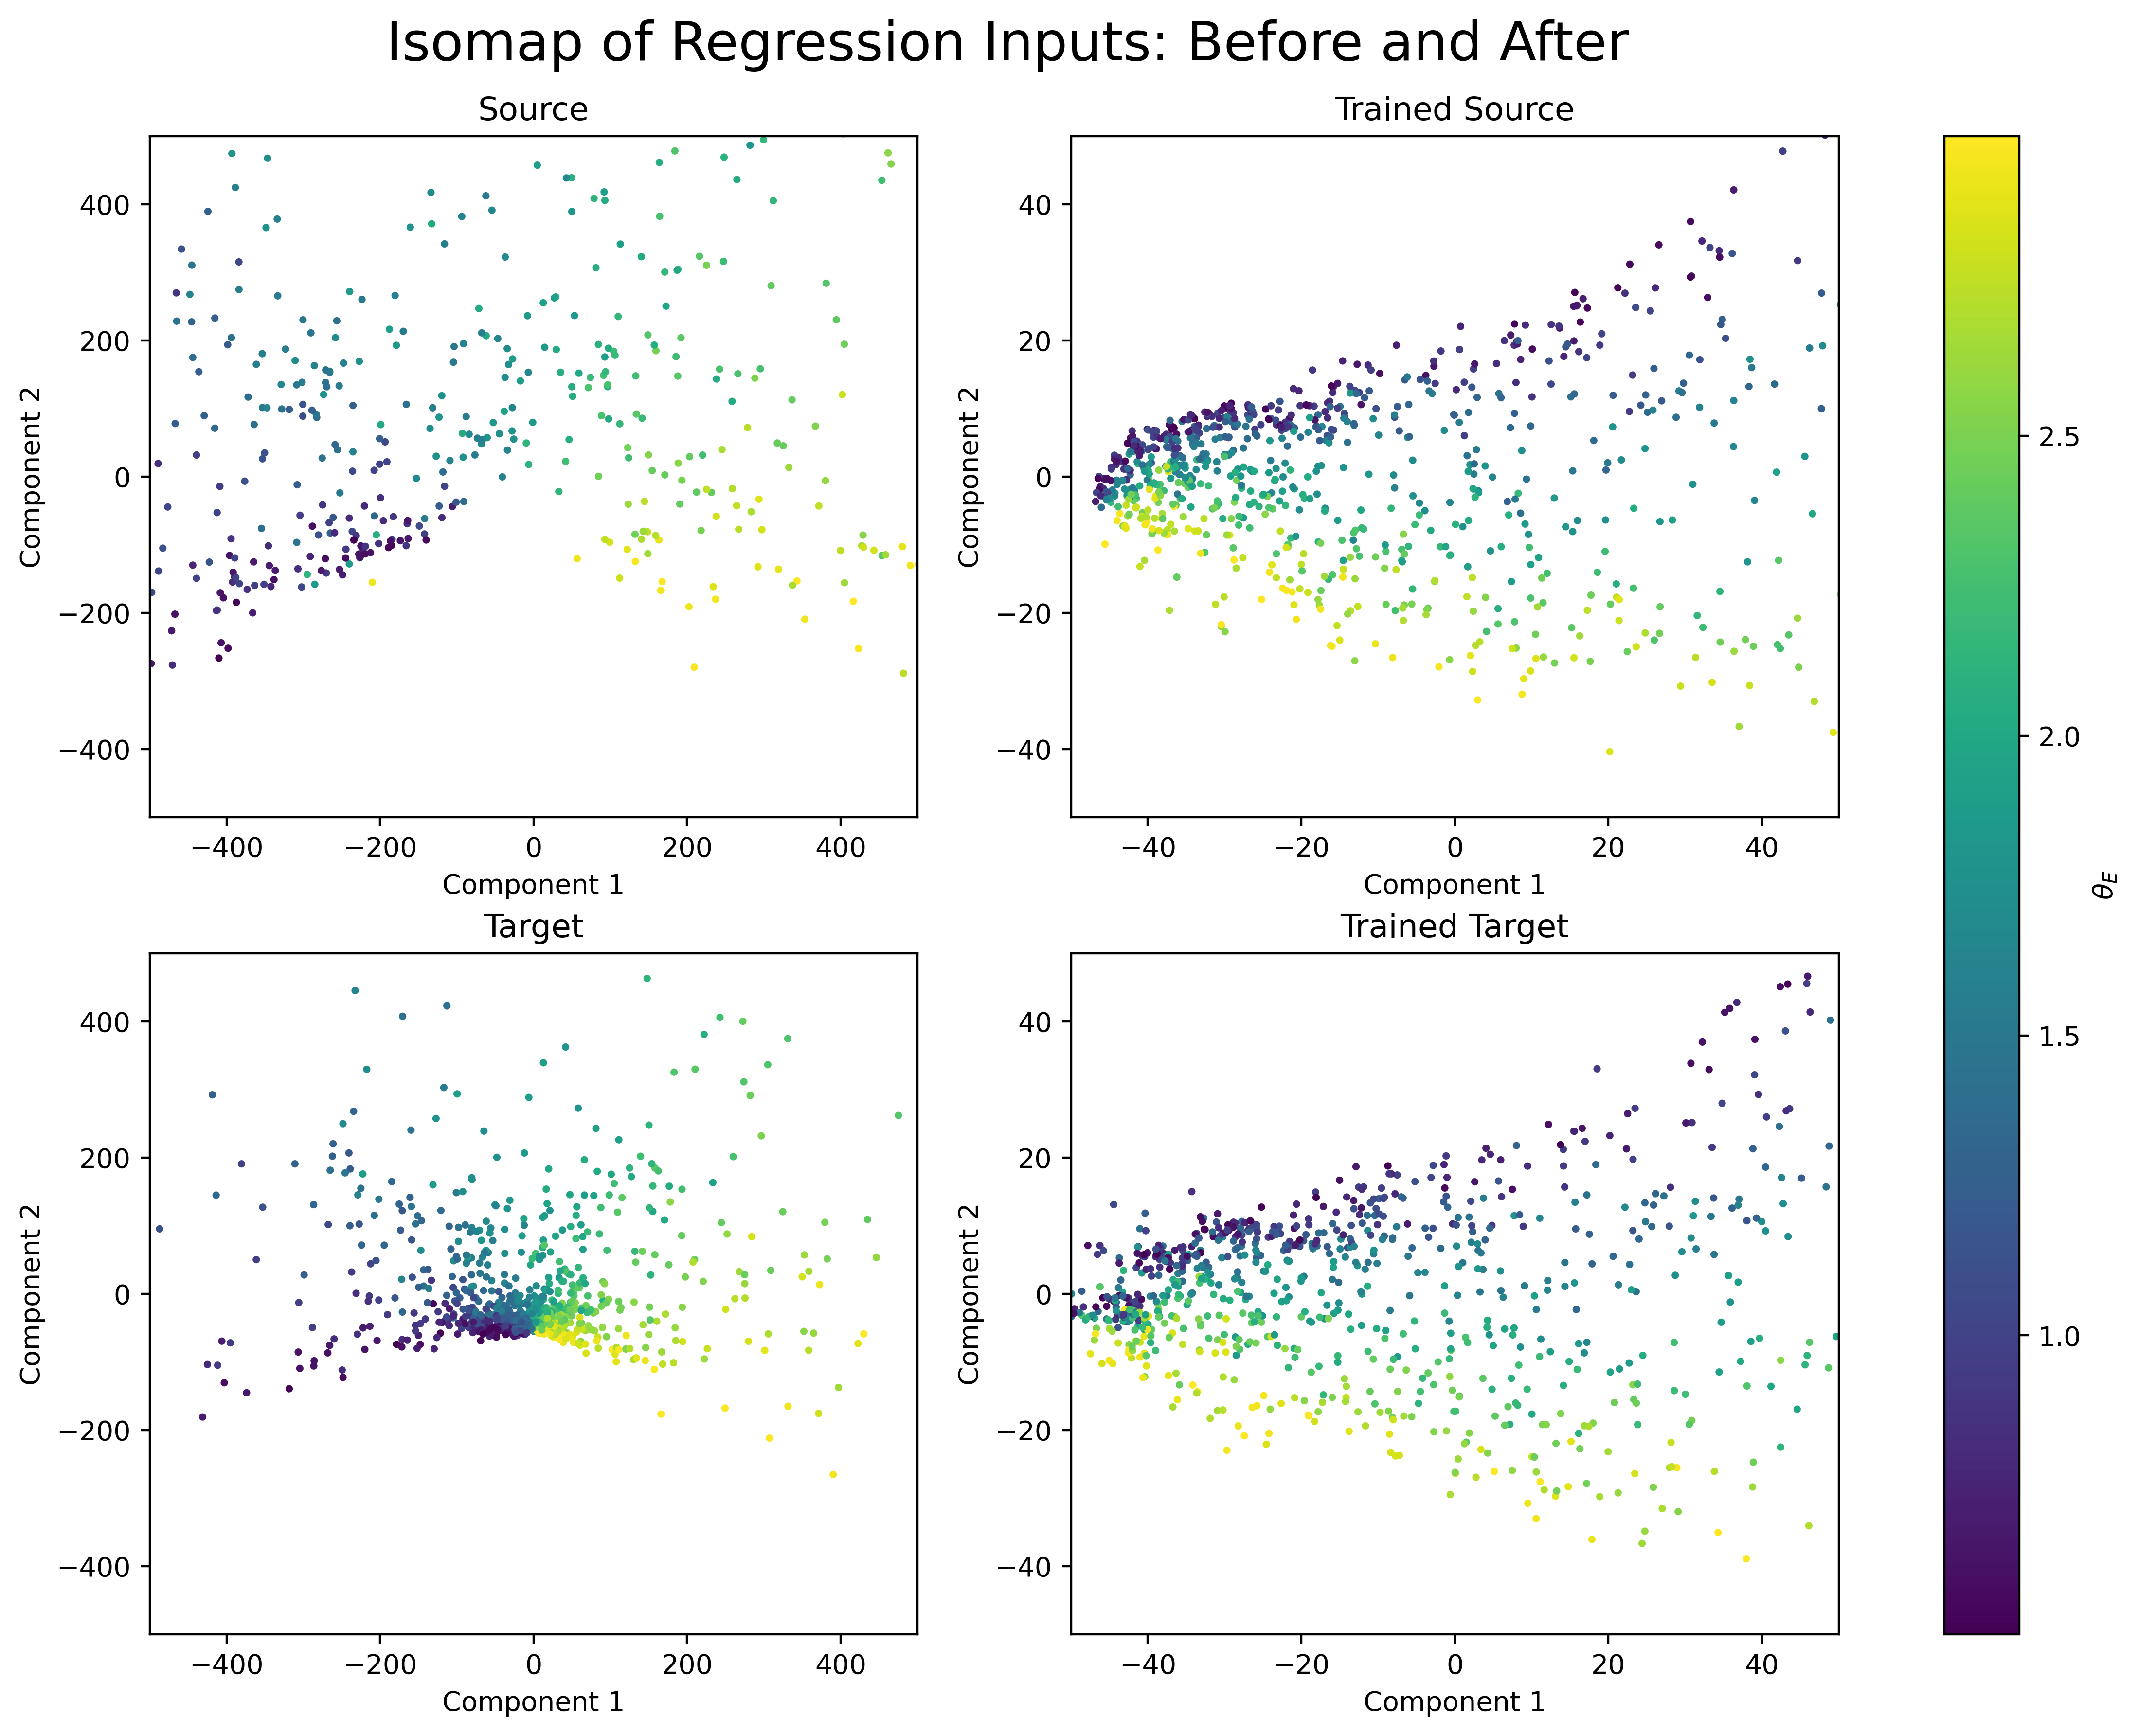 Isomap of Regression Inputs: Before and After
Source
Component 2
400
200
0
−200
−400
−400 −200 0 200 400
Component 1
Trained Source
Component 2
40
20
0
−20
−40
−40 −20 0 20 40
Component 1
Target
Component 2
400
200
0
−200
−400
−400 −200 0 200 400
Component 1
Trained Target
Component 2
40
20
0
−20
−40
−40 −20 0 20 40
Component 1
2.5
2.0
1.5
1.0
θE